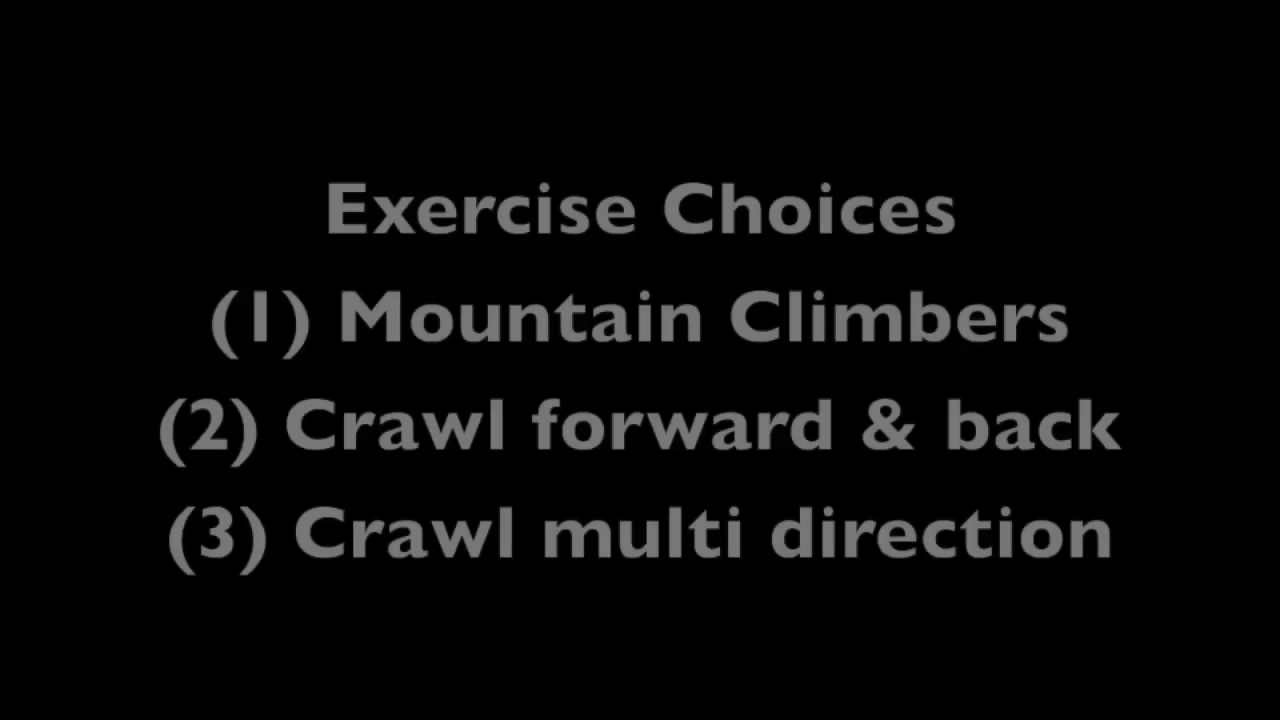 Exercise Choices
(1) Mountain Climbers
(2) Crawl forward & back
(3) Crawl multi direction